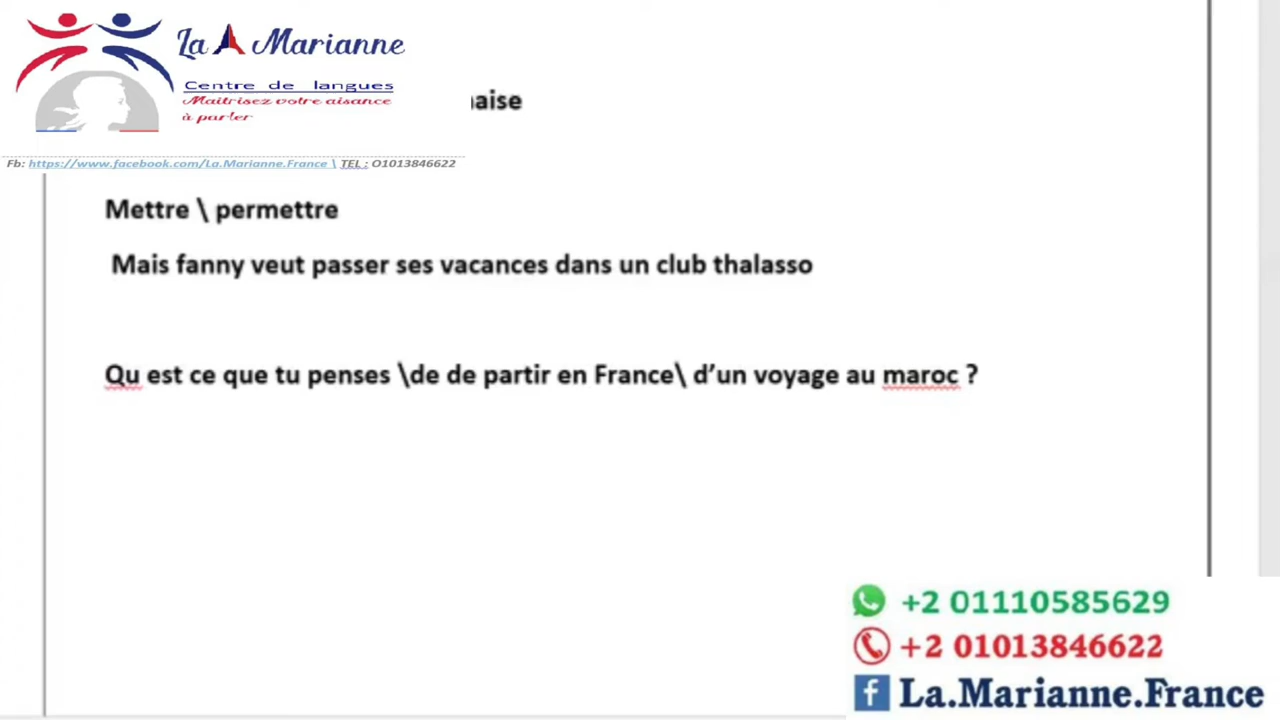 La Marianne
Centre de langues
Maitrisez votre aisance
à parler
Fb: https://www.facebook.com/La.Marianne.France \ TEL : O1013846622
Mettre \ permettre
Mais fanny veut passer ses vacances dans un club thalasso
Qu est ce que tu penses \de de partir en France\ d’un voyage au maroc ?
+2 01110585629
+2 01013846622
La.Marianne.France